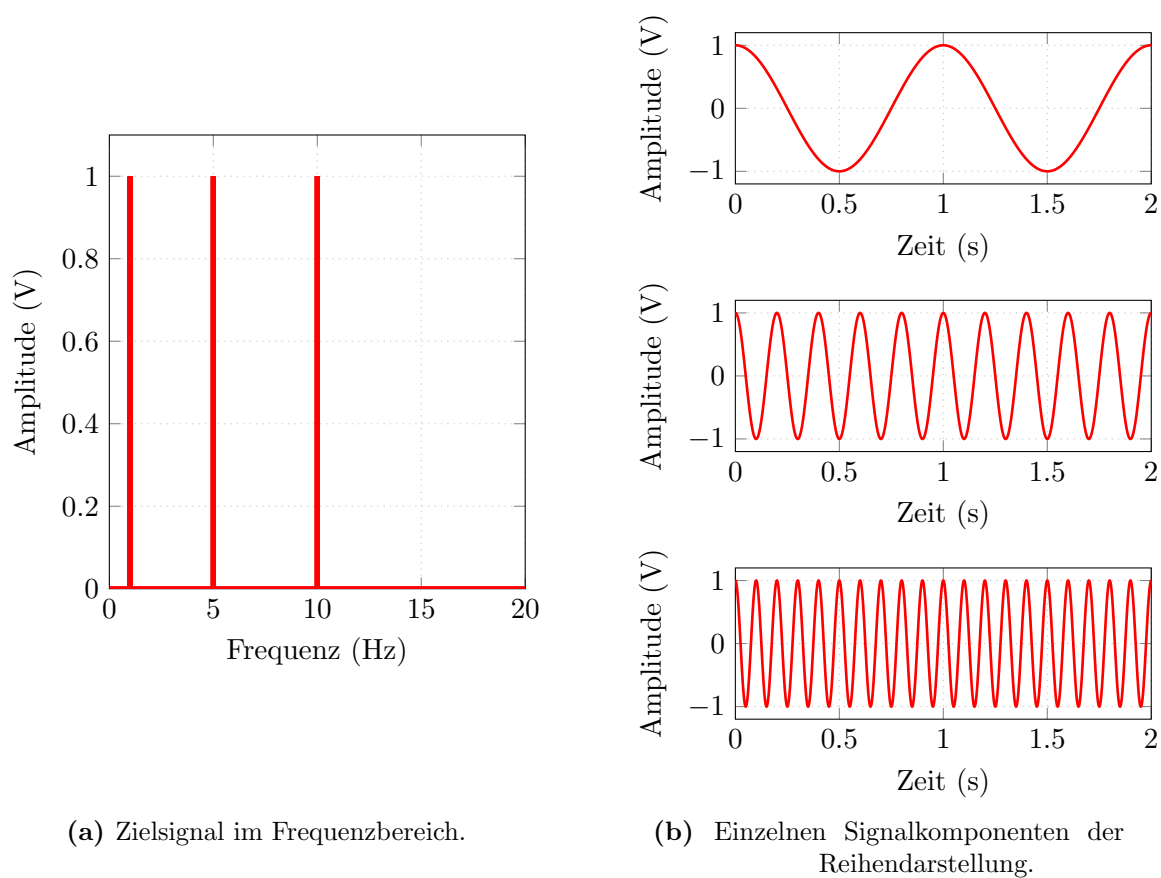 Amplitude (V)
1
0.8
0.6
0.4
0.2
0
0 5 10 15 20
Frequenz (Hz)
(a) Zielsignal im Frequenzbereich.
Amplitude (V)
1
0
−1
0 0.5 1 1.5 2
Zeit (s)
Amplitude (V)
1
0
−1
0 0.5 1 1.5 2
Zeit (s)
Amplitude (V)
1
0
−1
0 0.5 1 1.5 2
Zeit (s)
(b) Einzelnen Signalkomponenten der
Reihendarstellung.